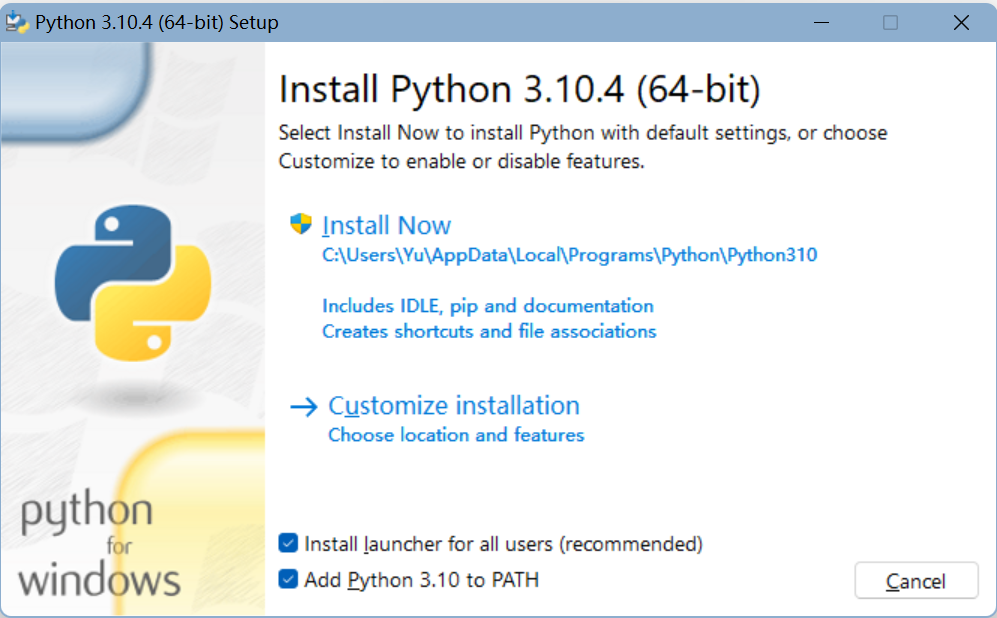 Python 3.10.4 (64-bit) Setup
Install Python 3.10.4 (64-bit)
Select Install Now to install Python with default settings, or choose
Customize to enable or disable features.
Install Now
C:\Users\Yu\AppData\Local\Programs\Python\Python310
Includes IDLE, pip and documentation
Creates shortcuts and file associations
Customize installation
Choose location and features
python
for
windows
Install launcher for all users (recommended)
Add Python 3.10 to PATH
Cancel